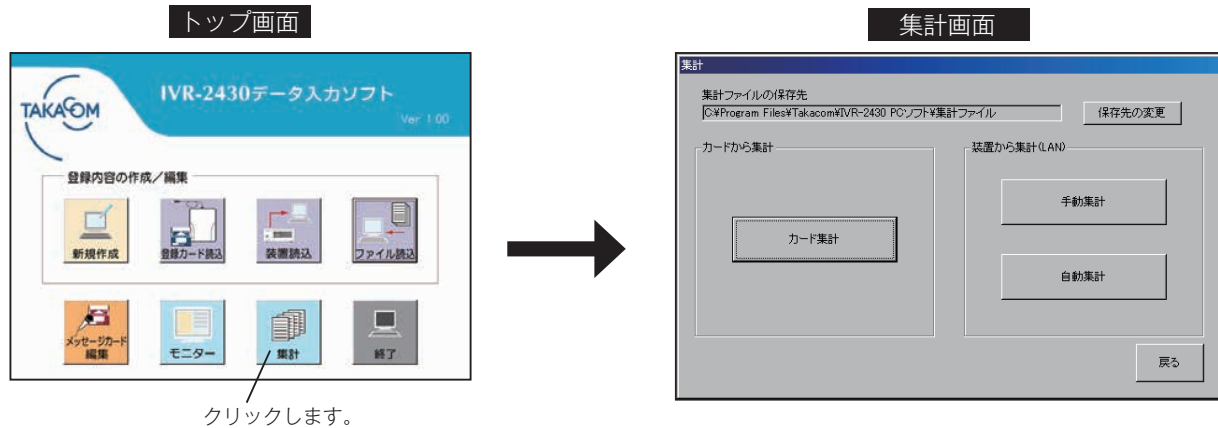 トップ画面
TAKACOM
IVR-2430データ入力ソフト
Ver 1.00
登録内容の作成/編集
新規作成
登録カード読込
装置読込
ファイル読込
メッセージカード
編集
モニター
集計
終了
クリックします。
集計画面
集計
集計ファイルの保存先
C:¥Program Files¥Takacom¥IVR-2430 PCソフト¥集計ファイル
保存先の変更
カードから集計
カード集計
装置から集計(LAN)
手動集計
自動集計
戻る